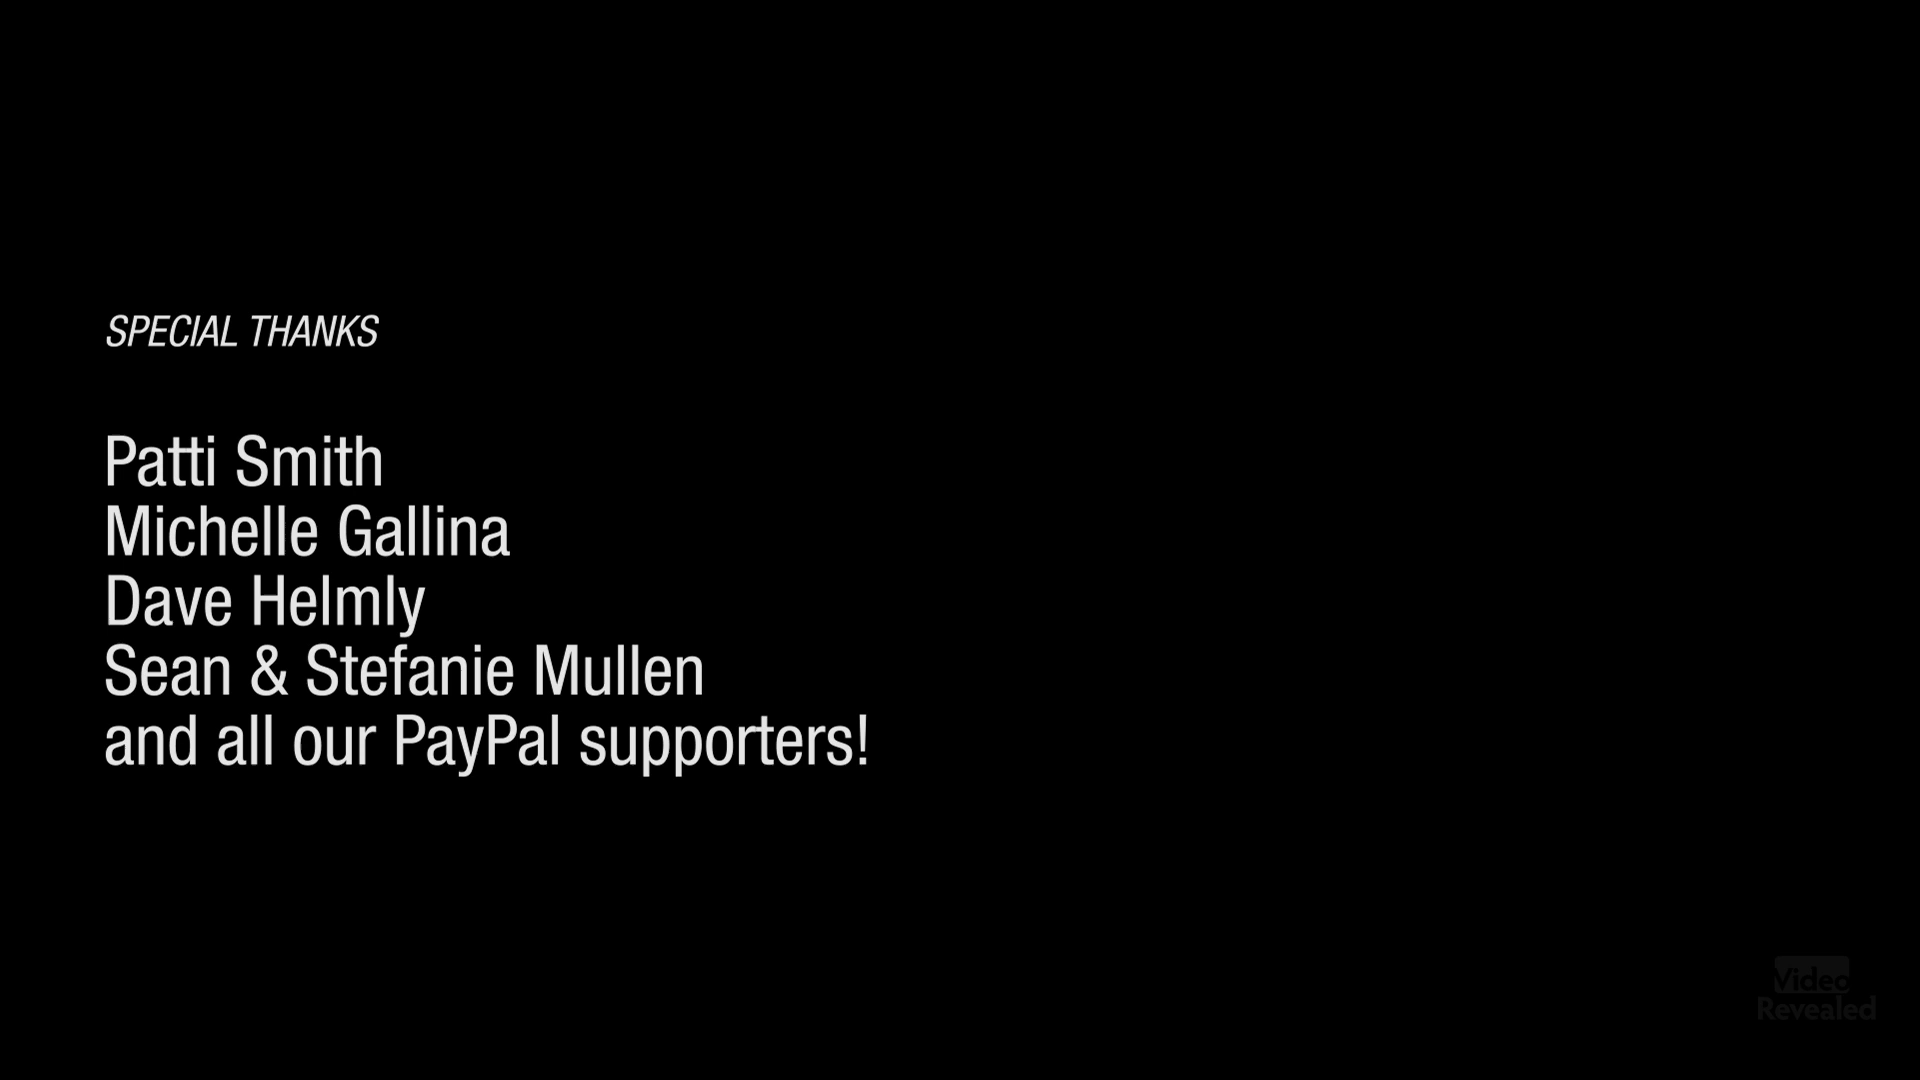 SPECIAL THANKS
Patti Smith
Michelle Gallina
Dave Helmly
Sean & Stefanie Mullen
and all our PayPal supporters!
Video
Revealed